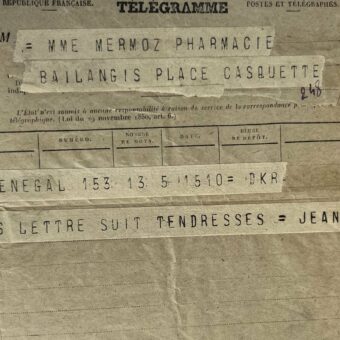 RÉPUBLIQUE FRANÇAISE. POSTES ET TÉLÉGRAPHES.
TÉLÉGRAMME
M = MME MERMOZ PHARMACIE
BAILANGIS PLACE CASQUETTE
248
L'État n'est soumis à aucune responsabilité à raison du service de la correspondance
télégraphique. (Loi du 29 novembre 1850, art. 6.)
NUMÉRO. NOMBRE DE MOTS. DATE. HEURE DE DÉPÔT.
ENEGAL 153 13 5 1510 = DKR
S LETTRE SUIT TENDRESSES = JEAN